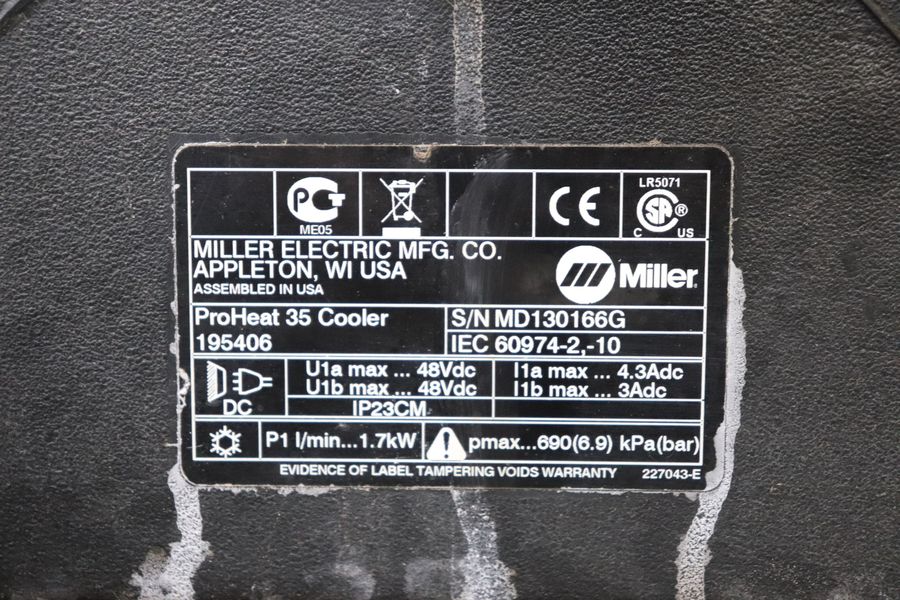 PCT
ME05
CE
LR5071
SA®
C US
MILLER ELECTRIC MFG. CO.
APPLETON, WI USA
ASSEMBLED IN USA
Miller
ProHeat 35 Cooler
195406
S/N MD130166G
IEC 60974-2,-10
DC
U1a max ... 48Vdc
U1b max ... 48Vdc
I1a max ... 4.3Adc
I1b max ... 3Adc
IP23CM
P1 l/min...1.7kW
! pmax...690(6.9) kPa(bar)
EVIDENCE OF LABEL TAMPERING VOIDS WARRANTY
227043-E